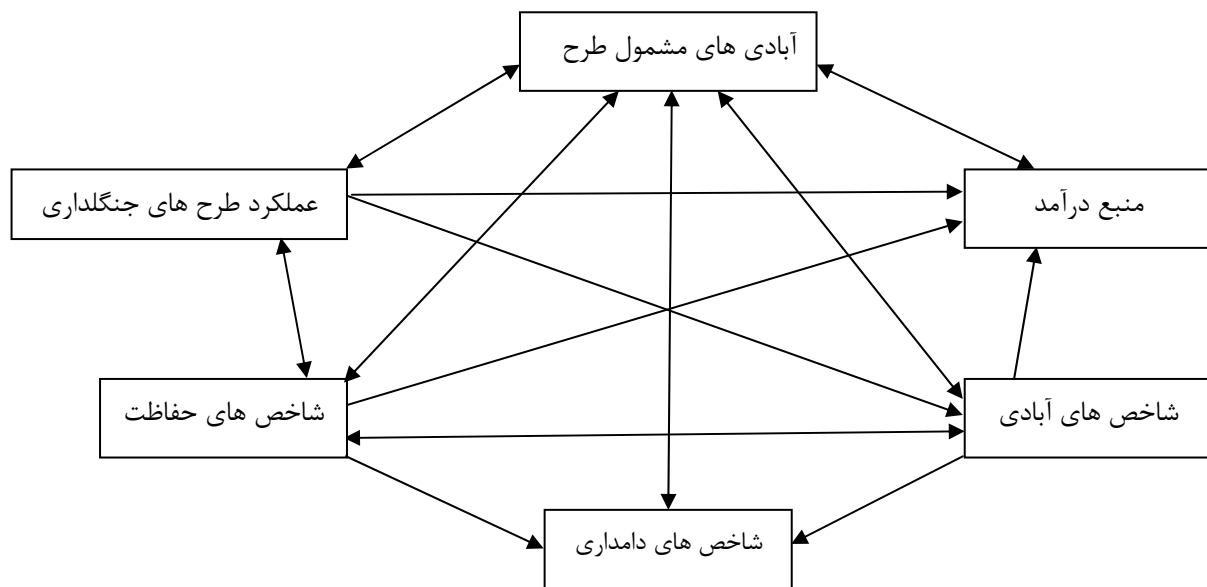 آبادی های مشمول طرح
عملکرد طرح های جنگلداری
منبع درآمد
شاخص های حفاظت
شاخص های آبادی
شاخص های دامداری